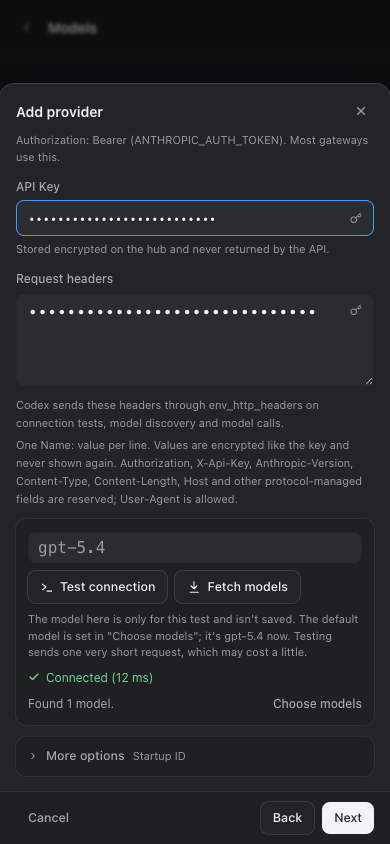 Models
Add provider
Authorization: Bearer (ANTHROPIC_AUTH_TOKEN). Most gateways
use this.
API Key
•••••••••••••••••••••••••
Stored encrypted on the hub and never returned by the API.
Request headers
••••••••••••••••••••••••••••
Codex sends these headers through env_http_headers on
connection tests, model discovery and model calls.
One Name: value per line. Values are encrypted like the key and
never shown again. Authorization, X-Api-Key, Anthropic-Version,
Content-Type, Content-Length, Host and other protocol-managed
fields are reserved; User-Agent is allowed.
gpt-5.4
Test connection
Fetch models
The model here is only for this test and isn't saved. The default
model is set in "Choose models"; it's gpt-5.4 now. Testing
sends one very short request, which may cost a little.
Connected (12 ms)
Found 1 model.
Choose models
More options Startup ID
Cancel
Back
Next